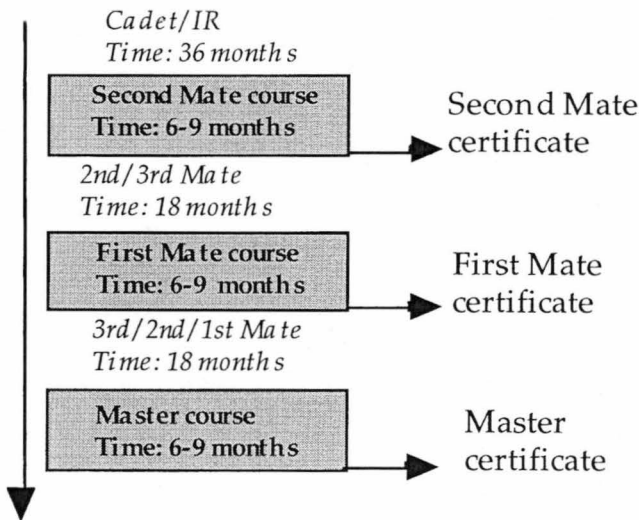 Cadet/IR
Time: 36 months
Second Mate course
Time: 6-9 months
Second Mate
certificate
2nd/3rd Mate
Time: 18 months
First Mate course
Time: 6-9 months
First Mate
certificate
3rd/2nd/1st Mate
Time: 18 months
Master course
Time: 6-9 months
Master
certificate